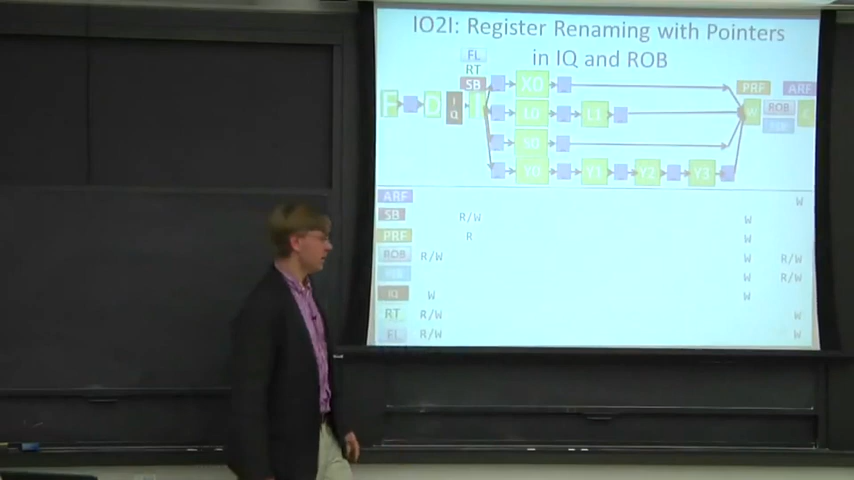 IO2I: Register Renaming with Pointers
in IQ and ROB
FL
RT
SB
PRF ARF
F D IQ I X0
ROB
L0 L1 W C
S0
Y0 Y1 Y2 Y3
ARF W
SB R/W W
PRF R W
ROB R/W W R/W
W R/W
IQ W W
RT R/W W
FL R/W W